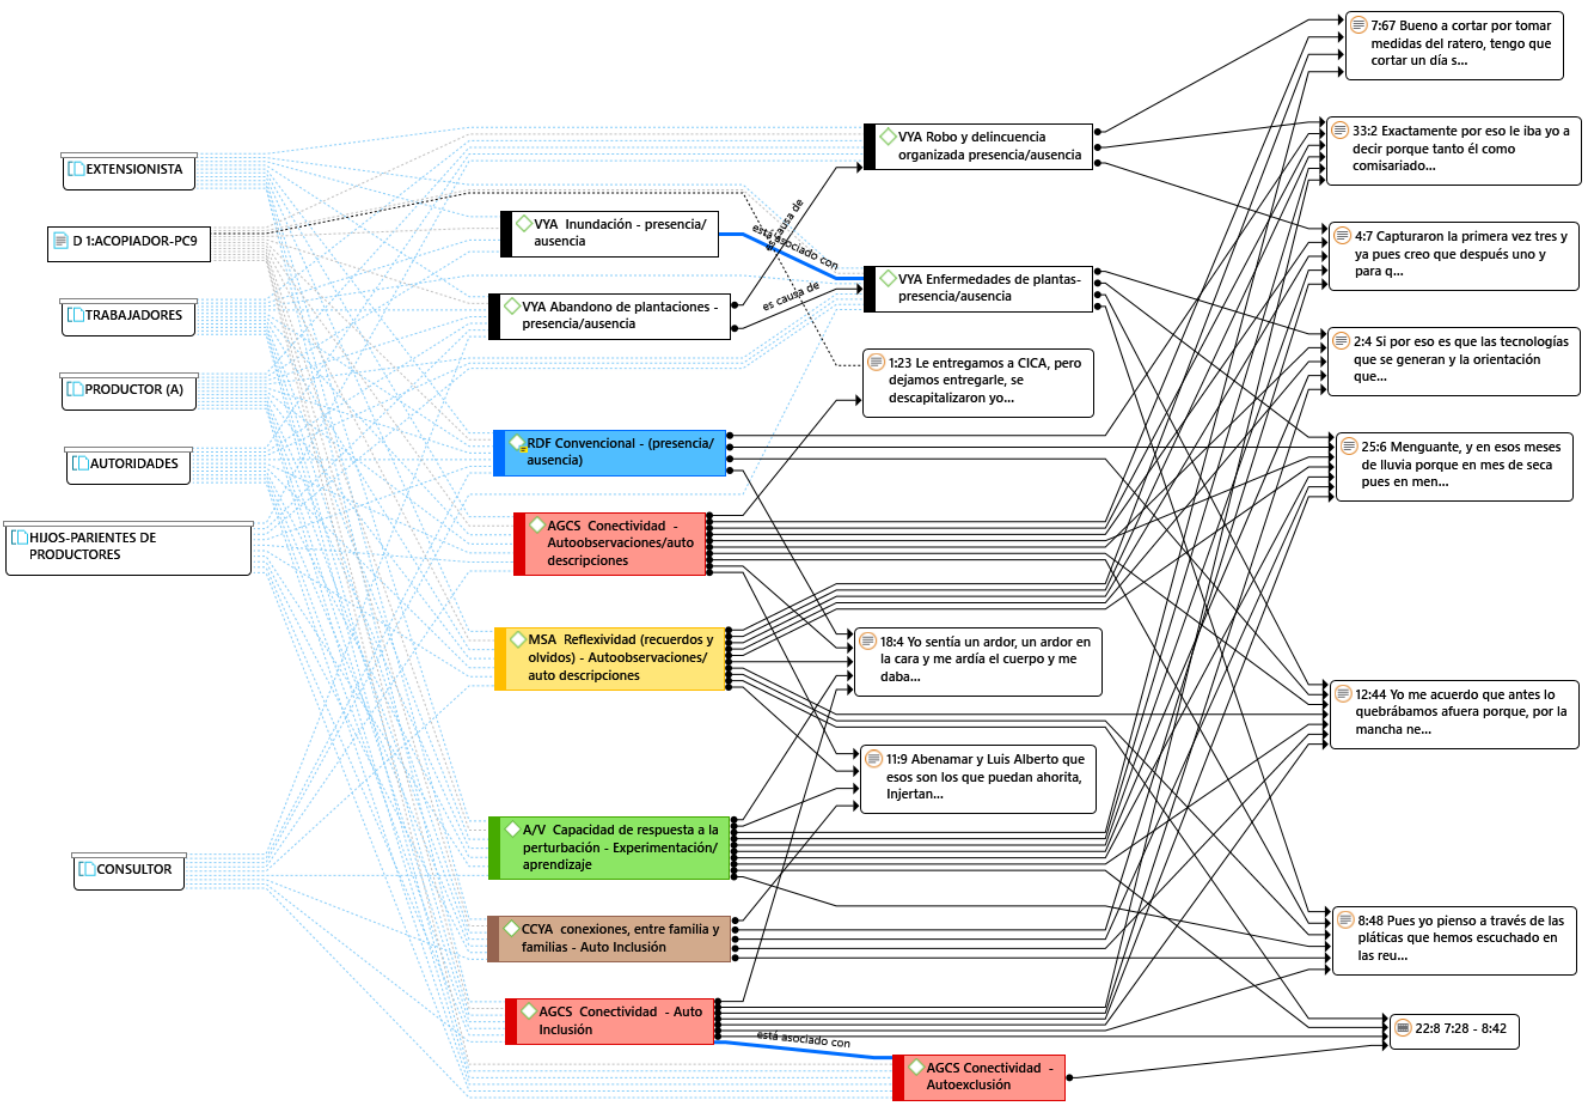 EXTENSIONISTA
D 1:ACOPIADOR-PC9
TRABAJADORES
PRODUCTOR (A)
AUTORIDADES
HIJOS-PARIENTES DE
PRODUCTORES
CONSULTOR
VYA Inundación - presencia/
ausencia
VYA Abandono de plantaciones -
presencia/ausencia
RDF Convencional - (presencia/
ausencia)
AGCS Conectividad -
Autoobservaciones/auto
descripciones
MSA Reflexividad (recuerdos y
olvidos) - Autoobservaciones/
auto descripciones
A/V Capacidad de respuesta a la
perturbación - Experimentación/
aprendizaje
CCYA conexiones, entre familia y
familias - Auto Inclusión
AGCS Conectividad - Auto
Inclusión
es causa de
está asociado con
es causa de
está asociado con
VYA Robo y delincuencia
organizada presencia/ausencia
VYA Enfermedades de plantas-
presencia/ausencia
1:23 Le entregamos a CICA, pero
dejamos entregarle, se
descapitalizaron yo...
18:4 Yo sentía un ardor, un ardor en
la cara y me ardía el cuerpo y me
daba...
11:9 Abenamar y Luis Alberto que
esos son los que puedan ahorita,
Injertan...
AGCS Conectividad -
Autoexclusión
7:67 Bueno a cortar por tomar
medidas del ratero, tengo que
cortar un día s...
33:2 Exactamente por eso le iba yo a
decir porque tanto él como
comisariado...
4:7 Capturaron la primera vez tres y
ya pues creo que después uno y
para q...
2:4 Si por eso es que las tecnologías
que se generan y la orientación
que...
25:6 Menguante, y en esos meses
de lluvia porque en mes de seca
pues en men...
12:44 Yo me acuerdo que antes lo
quebrábamos afuera porque, por la
mancha ne...
8:48 Pues yo pienso a través de las
pláticas que hemos escuchado en
las reu...
22:8 7:28 - 8:42